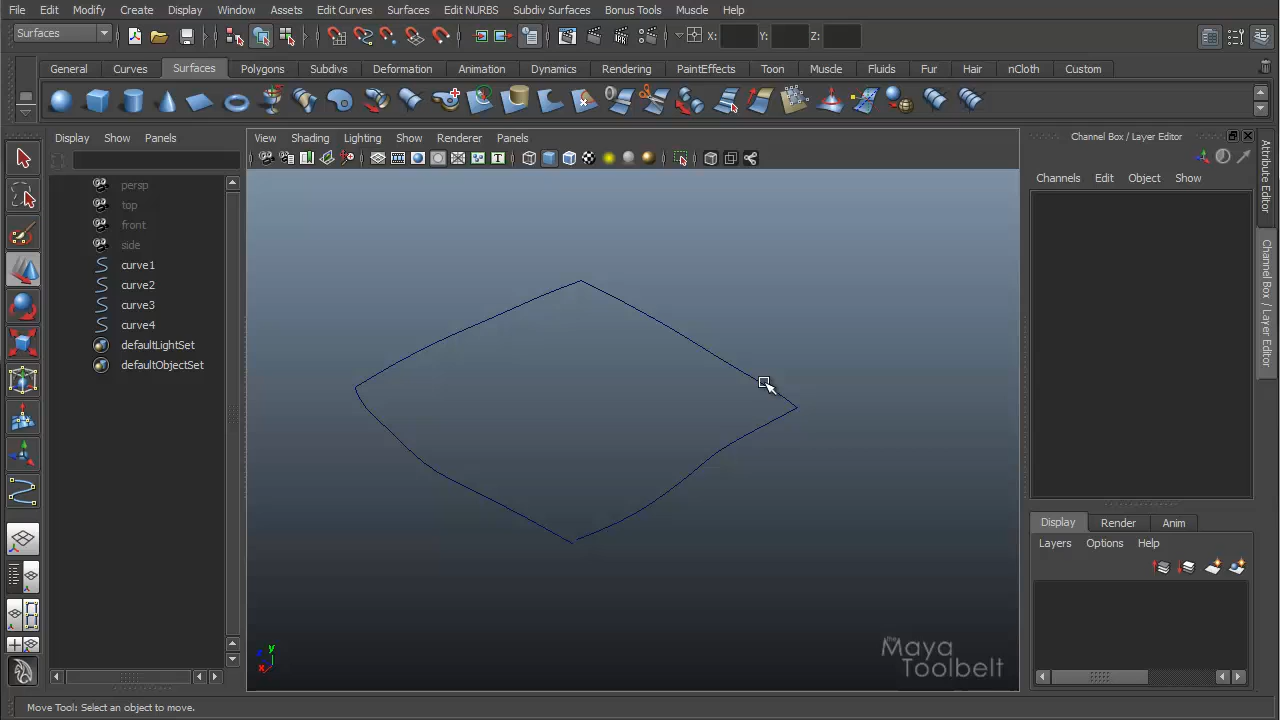 File Edit Modify Create Display Window Assets Edit Curves Surfaces Edit NURBS Subdiv Surfaces Bonus Tools Muscle Help
Surfaces X: Y: Z:
General Curves Surfaces Polygons Subdivs Deformation Animation Dynamics Rendering PaintEffects Toon Muscle Fluids Fur Hair nCloth Custom
Display Show Panels
View Shading Lighting Show Renderer Panels
Channel Box / Layer Editor
Channels Edit Object Show
persp
top
front
side
curve1
curve2
curve3
curve4
defaultLightSet
defaultObjectSet
Attribute Editor
Channel Box / Layer Editor
Display Render Anim
Layers Options Help
y
x
the
Maya
Toolbelt
Move Tool: Select an object to move.